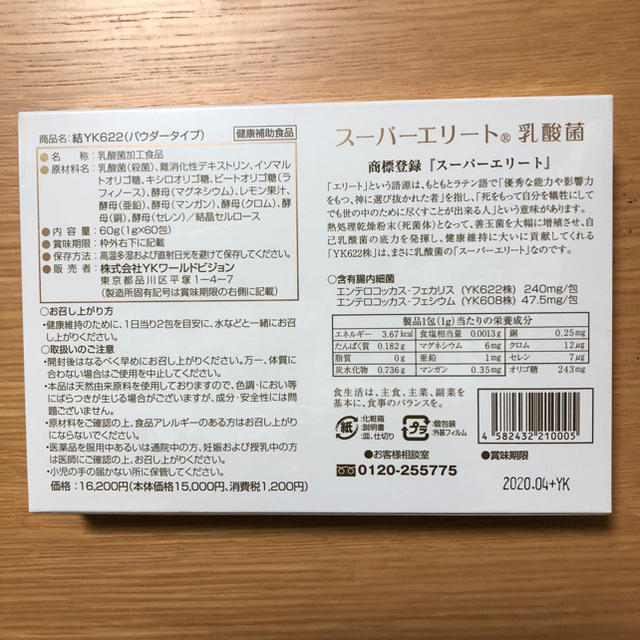 商品名:結YK622(パウダータイプ) 健康補助食品
●名 称:乳酸菌加工食品
●原材料名:乳酸菌(殺菌)、難消化性デキストリン、イソマル
トオリゴ糖、キシロオリゴ糖、ビートオリゴ糖(ラ
フィノース)、酵母(マグネシウム)、レモン果汁、
酵母(亜鉛)、酵母(マンガン)、酵母(クロム)、酵
母(銅)、酵母(セレン)/結晶セルロース
●内 容 量:60g(1g×60包)
●賞味期限:枠外右下に記載
●保存方法:高温多湿および直射日光を避けて保存してください。
●販 売 者:株式会社YKワールドビジョン
東京都品川区平塚1-4-7
(製造所固有記号は賞味期限の右側に記載)
○お召し上がり方
・健康維持のために、1日当り2包を目安に、水などと一緒にお召
し上がりください。
○取扱いのご注意
・開封後はなるべく早めにお召し上がりください。万一、体質に
合わない場合はご使用を中止してください。
・本品は天然由来原料を使用しておりますので、色調・におい等
にばらつきが生じる場合がございますが、成分・安全性には問
題ございません。
・原材料をご確認の上、食品アレルギーのある方はお召し上が
りにならないでください。
・医薬品を服用中あるいは通院中の方、妊娠および授乳中の方
は医師にご確認の上、お召し上がりください。
・小児の手の届かない所に保管してください。
価格:16,200円(本体価格15,000円、消費税1,200円)
スーパーエリート® 乳酸菌
商標登録『スーパーエリート』
「エリート」という語源は、もともとラテン語で「優秀な能力や影響力
をもつ、神に選び抜かれた者」を指し、「死をもって自分を犠牲にして
でも世の中のために尽くすことが出来る人」という意味があります。
熱処理乾燥粉末(死菌体)となって、善玉菌を大幅に増殖させ、自
己乳酸菌の底力を発揮し、健康維持に大いに貢献してくれる
「YK622株」は、まさに乳酸菌の『スーパーエリート』なのです。
○含有腸内細菌
エンテロコッカス・フェカリス (YK622株) 240mg/包
エンテロコッカス・フェシウム (YK608株) 47.5mg/包
製品1包(1g)当たりの栄養成分
エネルギー 3.67kcal 食塩相当量 0.0013g 銅 0.25mg
たんぱく質 0.182g マグネシウム 6mg クロム 12μg
脂質 0g 亜鉛 1mg セレン 7μg
炭水化物 0.736g マンガン 0.35mg オリゴ糖 243mg
食生活は、主食、主菜、副菜を
基本に、食事のバランスを。
紙 :化粧箱 :説明書 :皿、仕切り プラ :個包装 :外装フィルム
4 582432 210005
●お客様相談室
0120-255775
●賞味期限
2020.04+YK